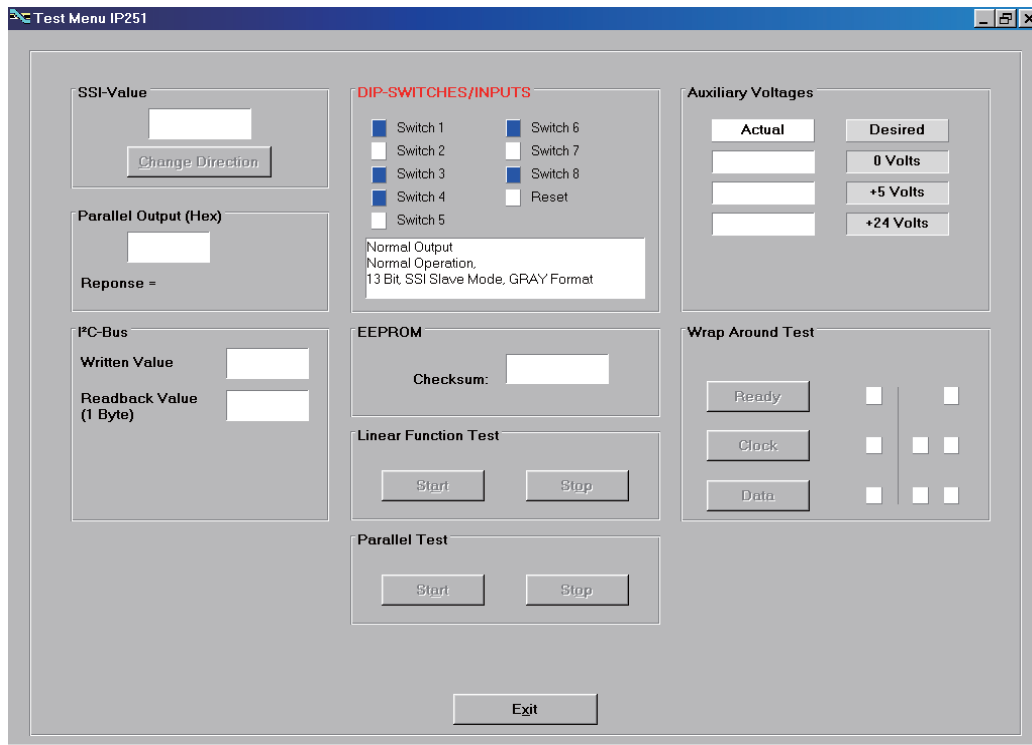 Test Menu IP251
SSI-Value
Change Direction
Parallel Output (Hex)
Reponse =
I²C-Bus
Written Value
Readback Value
(1 Byte)
DIP-SWITCHES/INPUTS
Switch 1
Switch 2
Switch 3
Switch 4
Switch 5
Switch 6
Switch 7
Switch 8
Reset
Normal Output
Normal Operation,
13 Bit, SSI Slave Mode, GRAY Format
EEPROM
Checksum:
Linear Function Test
Start Stop
Parallel Test
Start Stop
Auxiliary Voltages
Actual Desired
0 Volts
+5 Volts
+24 Volts
Wrap Around Test
Ready
Clock
Data
Exit